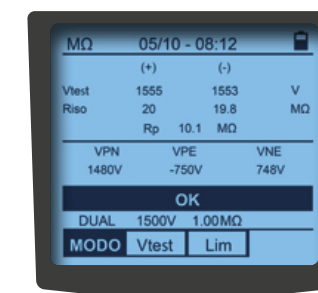 MΩ 05/10 - 08:12
(+) (-)
Vtest 1555 1553 V
Riso 20 19.8 MΩ
Rp 10.1 MΩ
VPN VPE VNE
1480V -750V 748V
OK
DUAL 1500V 1.00MΩ
MODO Vtest Lim